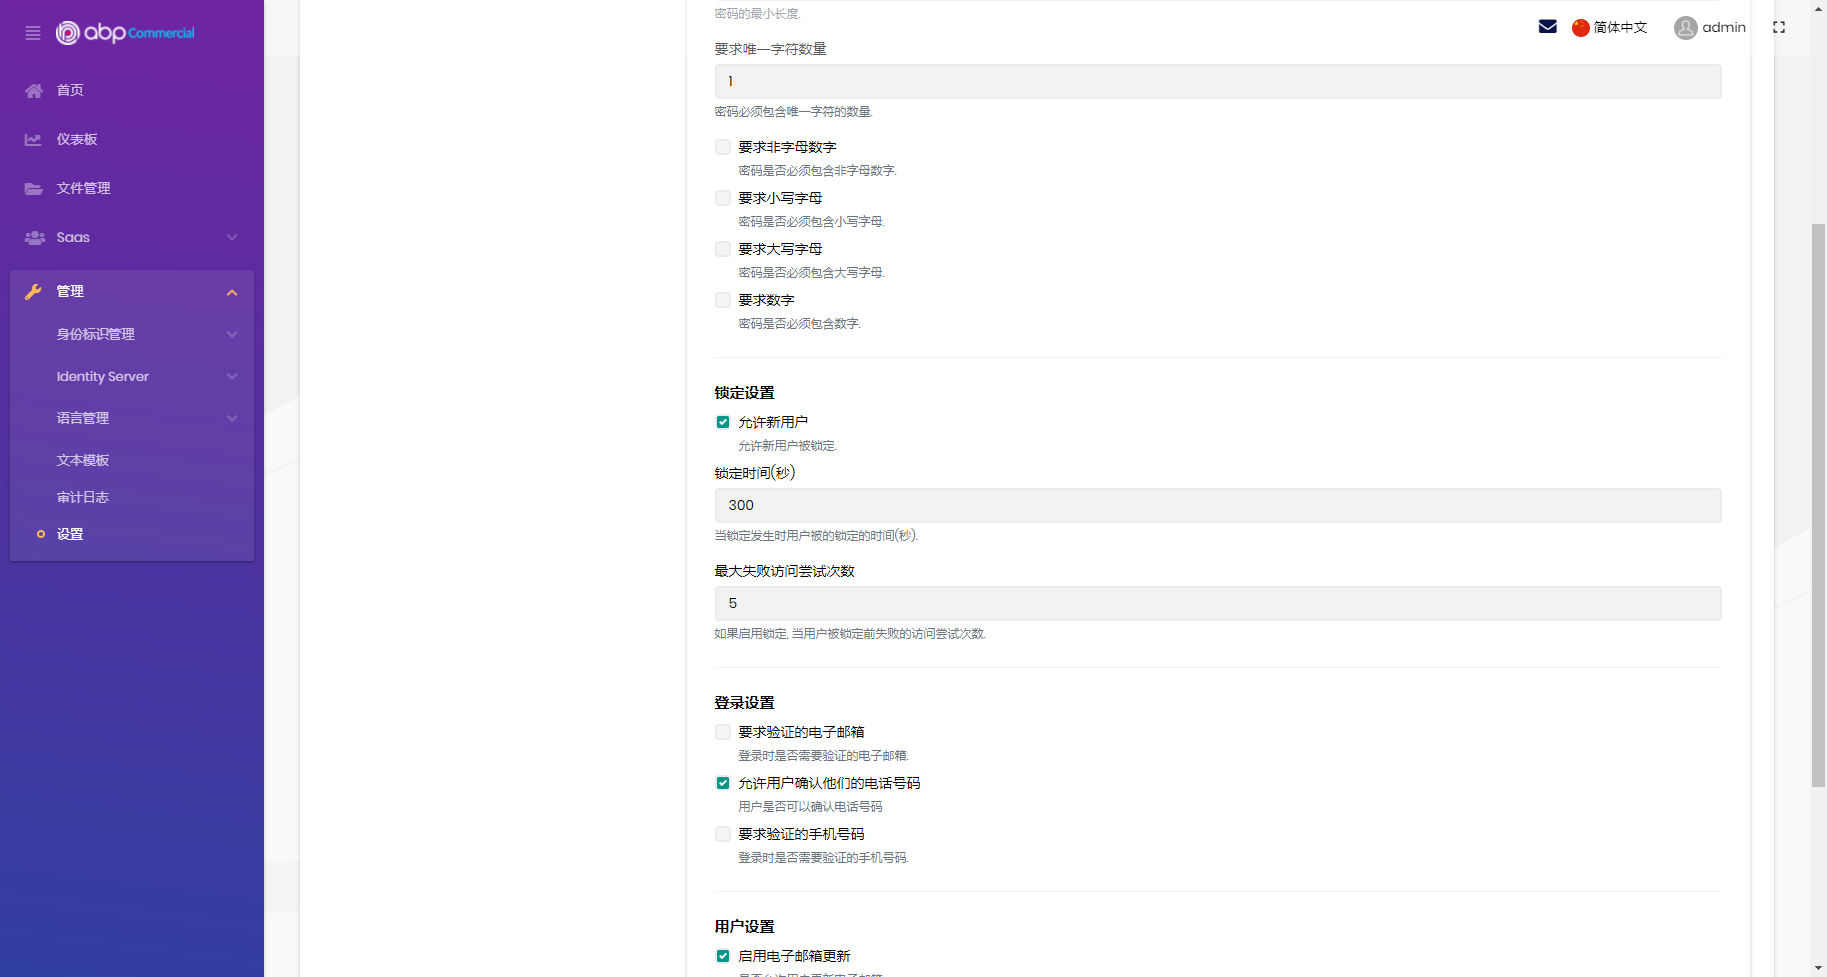 abp Commercial
首页
仪表板
文件管理
Saas
管理
身份标识管理
Identity Server
语言管理
文本模板
审计日志
设置
简体中文
admin
密码的最小长度.
要求唯一字符数量
1
密码必须包含唯一字符的数量.
要求非字母数字
密码是否必须包含非字母数字.
要求小写字母
密码是否必须包含小写字母.
要求大写字母
密码是否必须包含大写字母.
要求数字
密码是否必须包含数字.
锁定设置
允许新用户
允许新用户被锁定.
锁定时间(秒)
300
当锁定发生时用户被的锁定的时间(秒).
最大失败访问尝试次数
5
如果启用锁定, 当用户被锁定前失败的访问尝试次数.
登录设置
要求验证的电子邮箱
登录时是否需要验证的电子邮箱.
允许用户确认他们的电话号码
用户是否可以确认电话号码
要求验证的手机号码
登录时是否需要验证的手机号码.
用户设置
启用电子邮箱更新